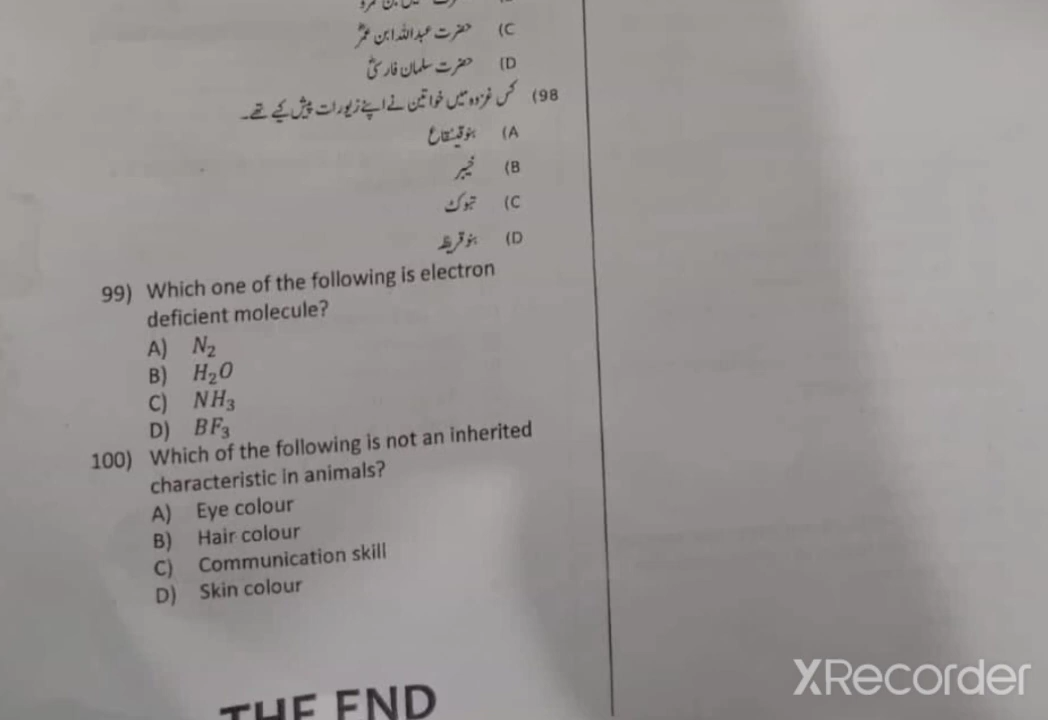 (C حضرت عبداللہ ابن عمرؓ
(D حضرت سلمان فارسیؓ
(98 کس غزوہ میں خواتین نے اپنے زیورات پیش کیے تھے۔
(A بنو قینقاع
(B خیبر
(C تبوک
(D بنو قریظہ
99) Which one of the following is electron
deficient molecule?
A) N₂
B) H₂O
C) NH₃
D) BF₃
100) Which of the following is not an inherited
characteristic in animals?
A) Eye colour
B) Hair colour
C) Communication skill
D) Skin colour
THE END
XRecorder